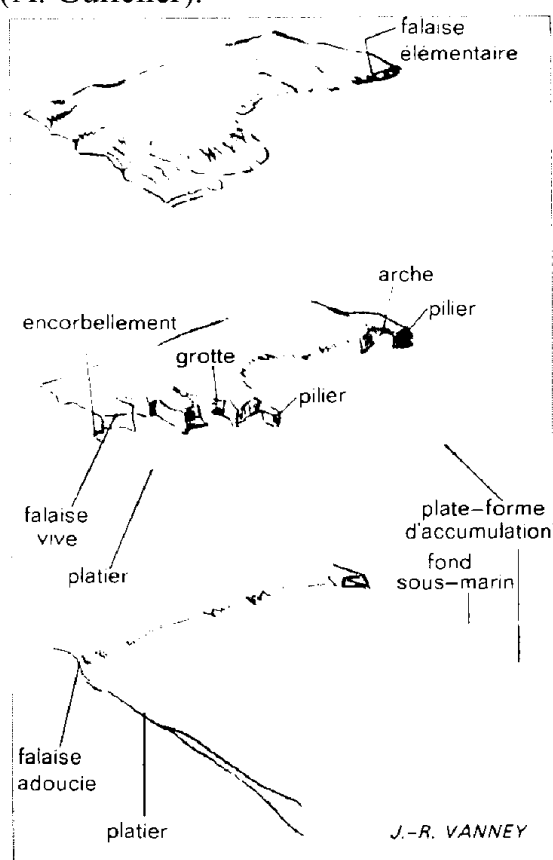 (A. Guilcher).
falaise
élémentaire
arche
encorbellement
pilier
grotte
pilier
falaise
vive
platier
plate-forme
d'accumulation
fond
sous-marin
falaise
adoucie
platier
J.-R. VANNEY